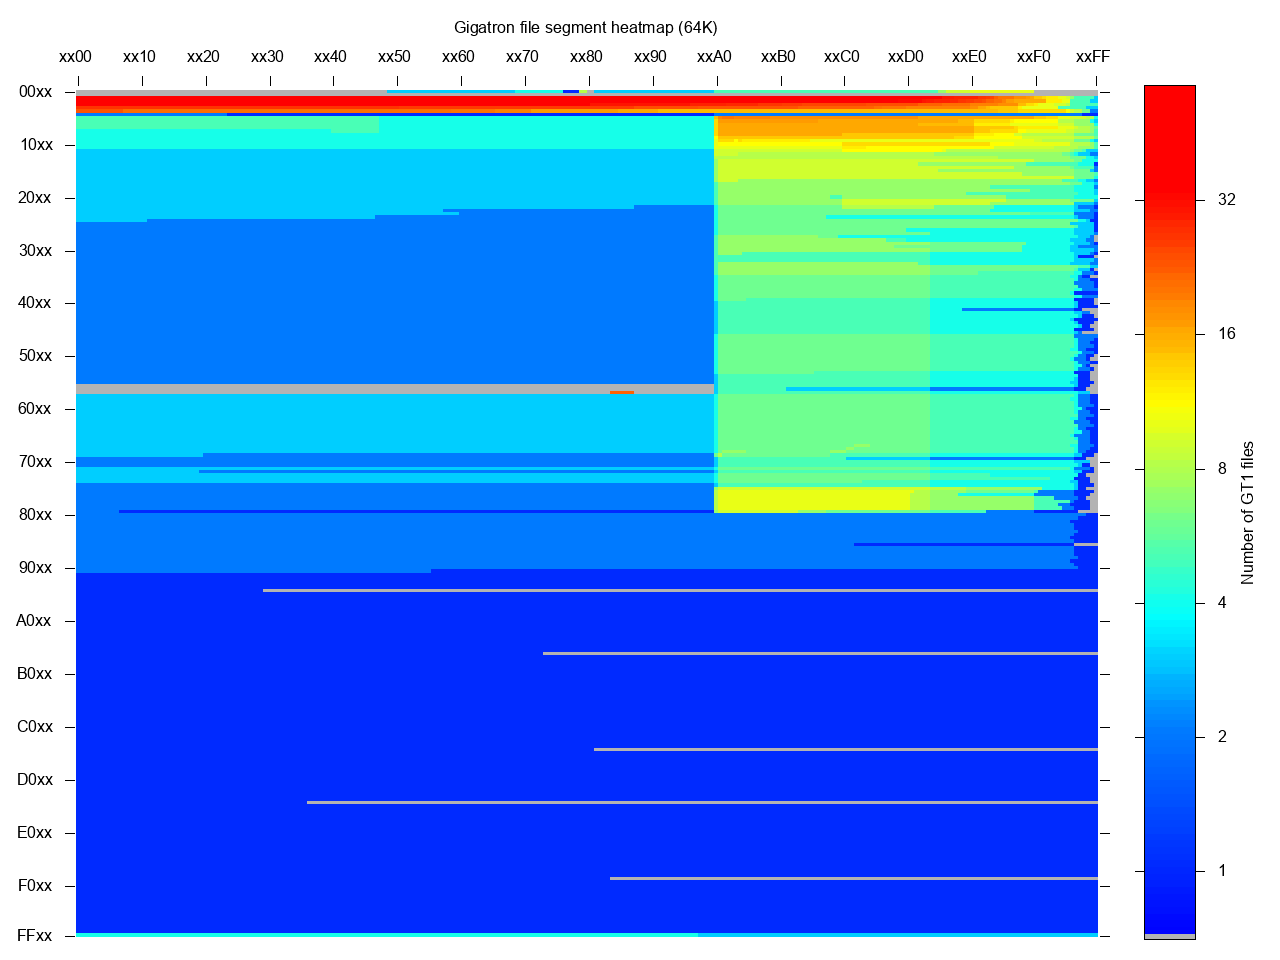 Gigatron file segment heatmap (64K)
xx00 xx10 xx20 xx30 xx40 xx50 xx60 xx70 xx80 xx90 xxA0 xxB0 xxC0 xxD0 xxE0 xxF0 xxFF
00xx
10xx
20xx
30xx
40xx
50xx
60xx
70xx
80xx
90xx
A0xx
B0xx
C0xx
D0xx
E0xx
F0xx
FFxx
32
16
8
4
2
1
Number of GT1 files